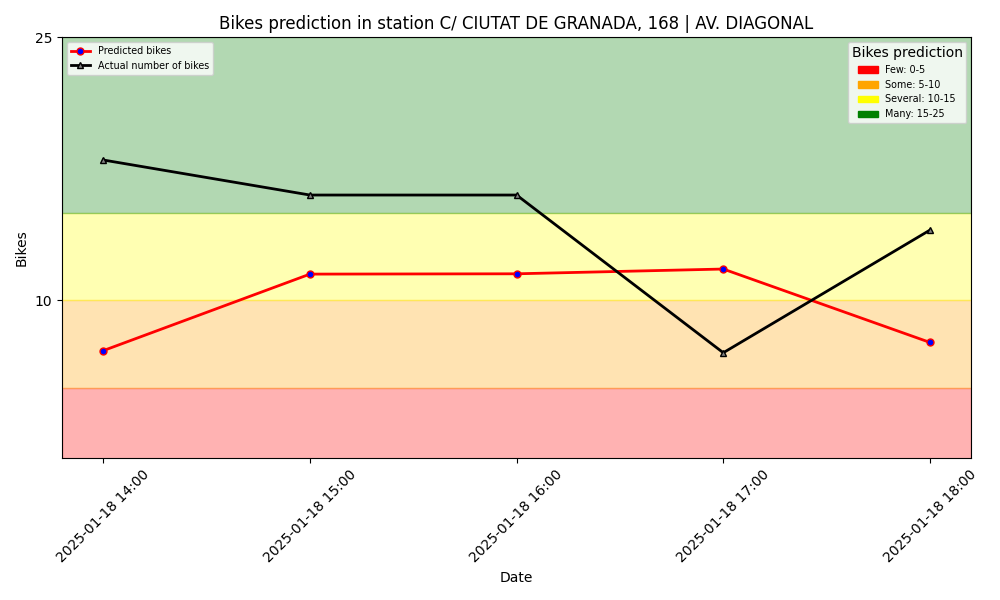 Bikes prediction in station C/ CIUTAT DE GRANADA, 168 | AV. DIAGONAL
25
10
Bikes
Predicted bikes
Actual number of bikes
Bikes prediction
Few: 0-5
Some: 5-10
Several: 10-15
Many: 15-25
2025-01-18 14:00
2025-01-18 15:00
2025-01-18 16:00
2025-01-18 17:00
2025-01-18 18:00
Date